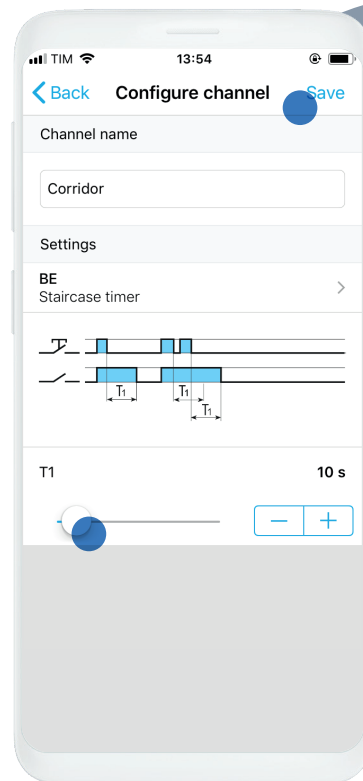 TIM 13:54
Back Configure channel Save
Channel name
Corridor
Settings
BE
Staircase timer
T1 T1
T1
T1 10 s
− +